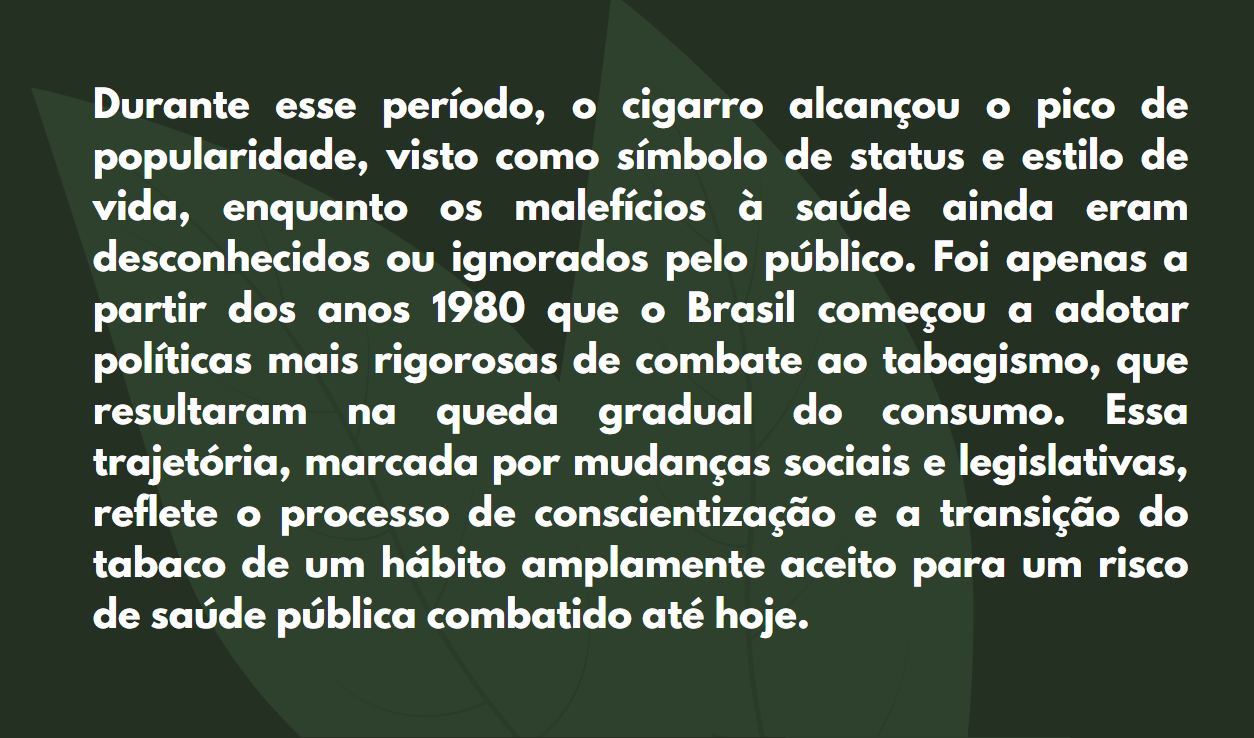 Durante esse período, o cigarro alcançou o pico de
popularidade, visto como símbolo de status e estilo de
vida, enquanto os malefícios à saúde ainda eram
desconhecidos ou ignorados pelo público. Foi apenas a
partir dos anos 1980 que o Brasil começou a adotar
políticas mais rigorosas de combate ao tabagismo, que
resultaram na queda gradual do consumo. Essa
trajetória, marcada por mudanças sociais e legislativas,
reflete o processo de conscientização e a transição do
tabaco de um hábito amplamente aceito para um risco
de saúde pública combatido até hoje.